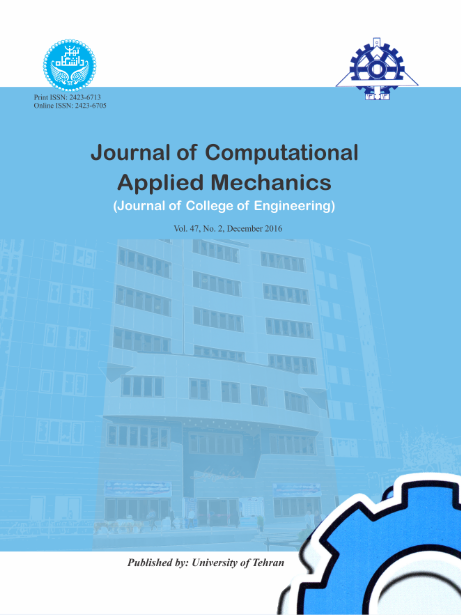 Print ISSN: 2423-6713
Online ISSN: 2423-6705
Journal of Computational
Applied Mechanics
(Journal of College of Engineering)
Vol. 47, No. 2, December 2016
Published by: University of Tehran